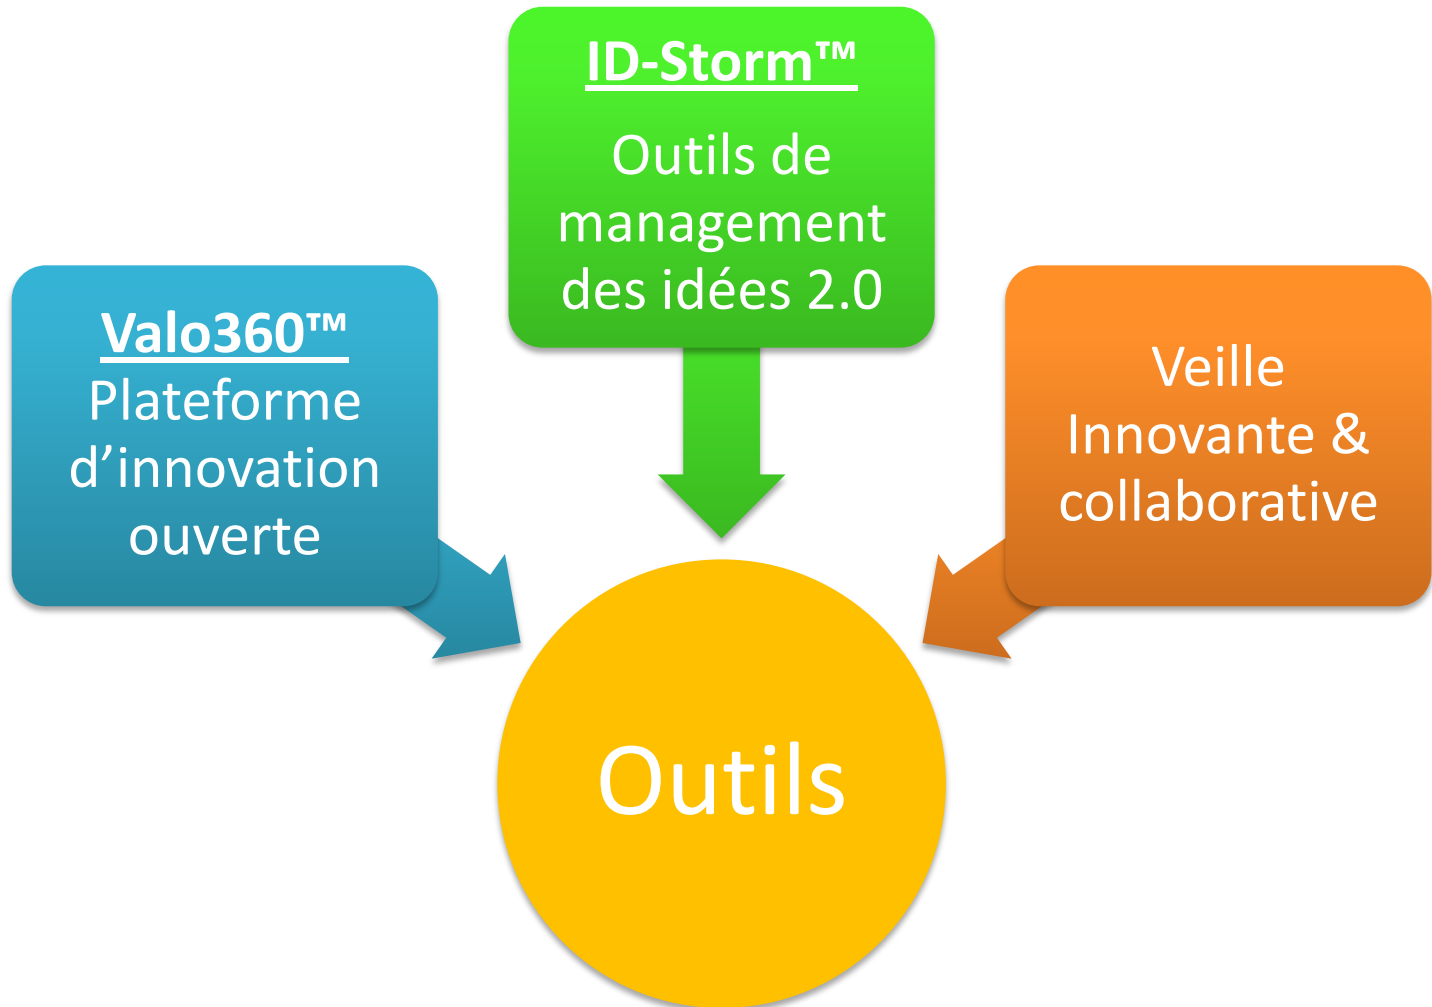 Valo360™
Plateforme
d’innovation
ouverte
ID-Storm™
Outils de
management
des idées 2.0
Veille
Innovante &
collaborative
Outils